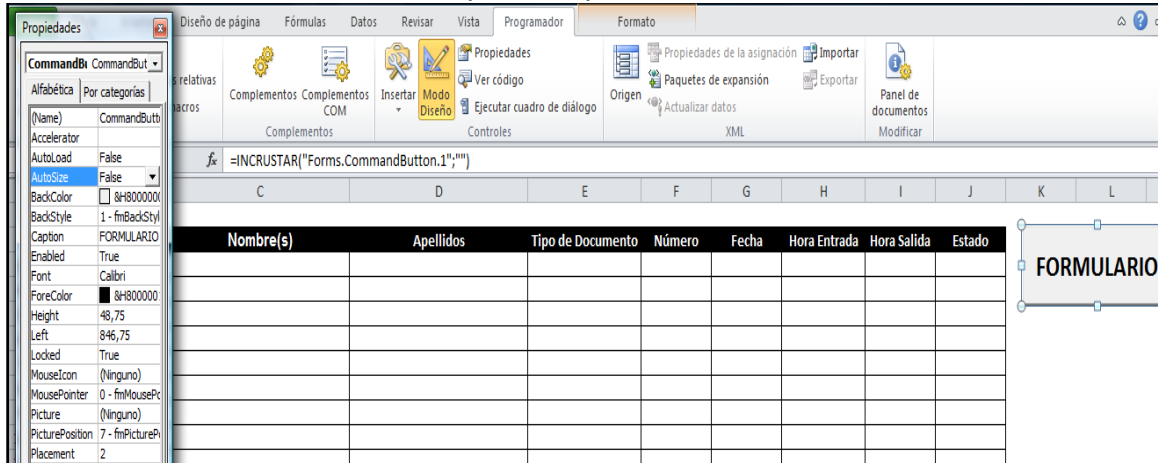 Propiedades
CommandBu CommandBut
Alfabética Por categorías
(Name) CommandButt
Accelerator
AutoLoad False
AutoSize False
BackColor &H8000000
BackStyle 1 - fmBackStyl
Caption FORMULARIO
Enabled True
Font Calibri
ForeColor &H8000001
Height 48,75
Left 846,75
Locked True
MouseIcon (Ninguno)
MousePointer 0 - fmMousePo
Picture (Ninguno)
PicturePosition 7 - fmPicturePo
Placement 2
Diseño de página Fórmulas Datos Revisar Vista Programador Formato
s relativas
acros
Complementos Complementos
COM
Complementos
Insertar Modo
Diseño
Propiedades
Ver código
Ejecutar cuadro de diálogo
Controles
Origen
Propiedades de la asignación Importar
Paquetes de expansión Exportar
Actualizar datos
XML
Panel de
documentos
Modificar
fx =INCRUSTAR("Forms.CommandButton.1";"")
C D E F G H I J K L
Nombre(s) Apellidos Tipo de Documento Número Fecha Hora Entrada Hora Salida Estado
FORMULARIO